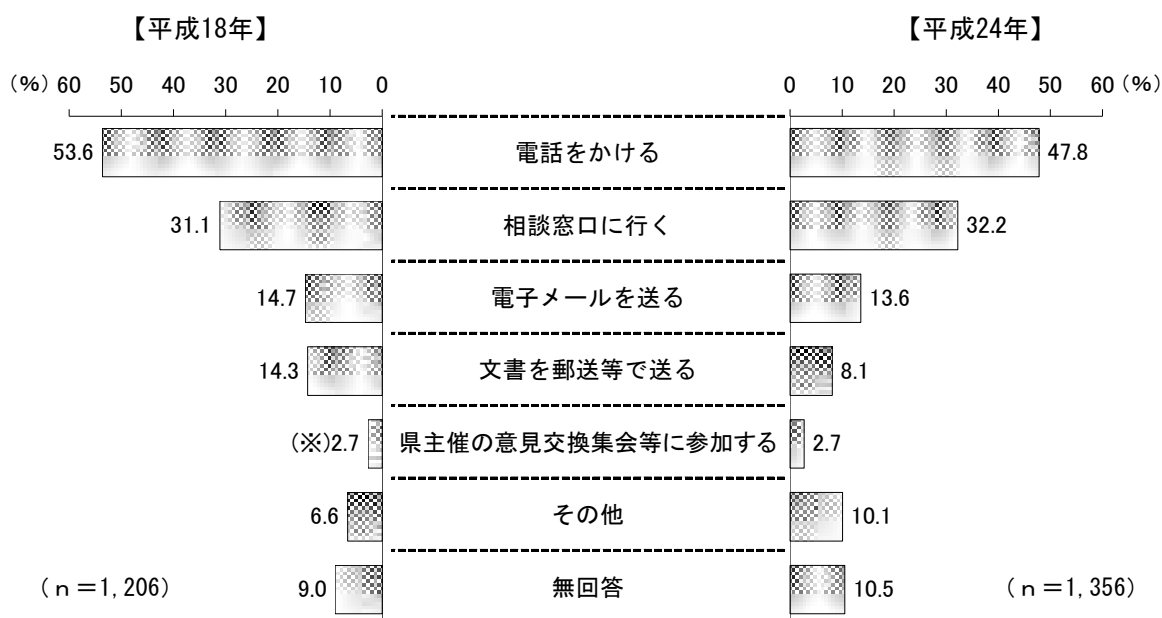 【平成18年】
【平成24年】
(%) 60 50 40 30 20 10 0
0 10 20 30 40 50 60 (%)
53.6 電話をかける 47.8
31.1 相談窓口に行く 32.2
14.7 電子メールを送る 13.6
14.3 文書を郵送等で送る 8.1
(※)2.7 県主催の意見交換集会等に参加する 2.7
6.6 その他 10.1
9.0 無回答 10.5
(n=1,206)
(n=1,356)